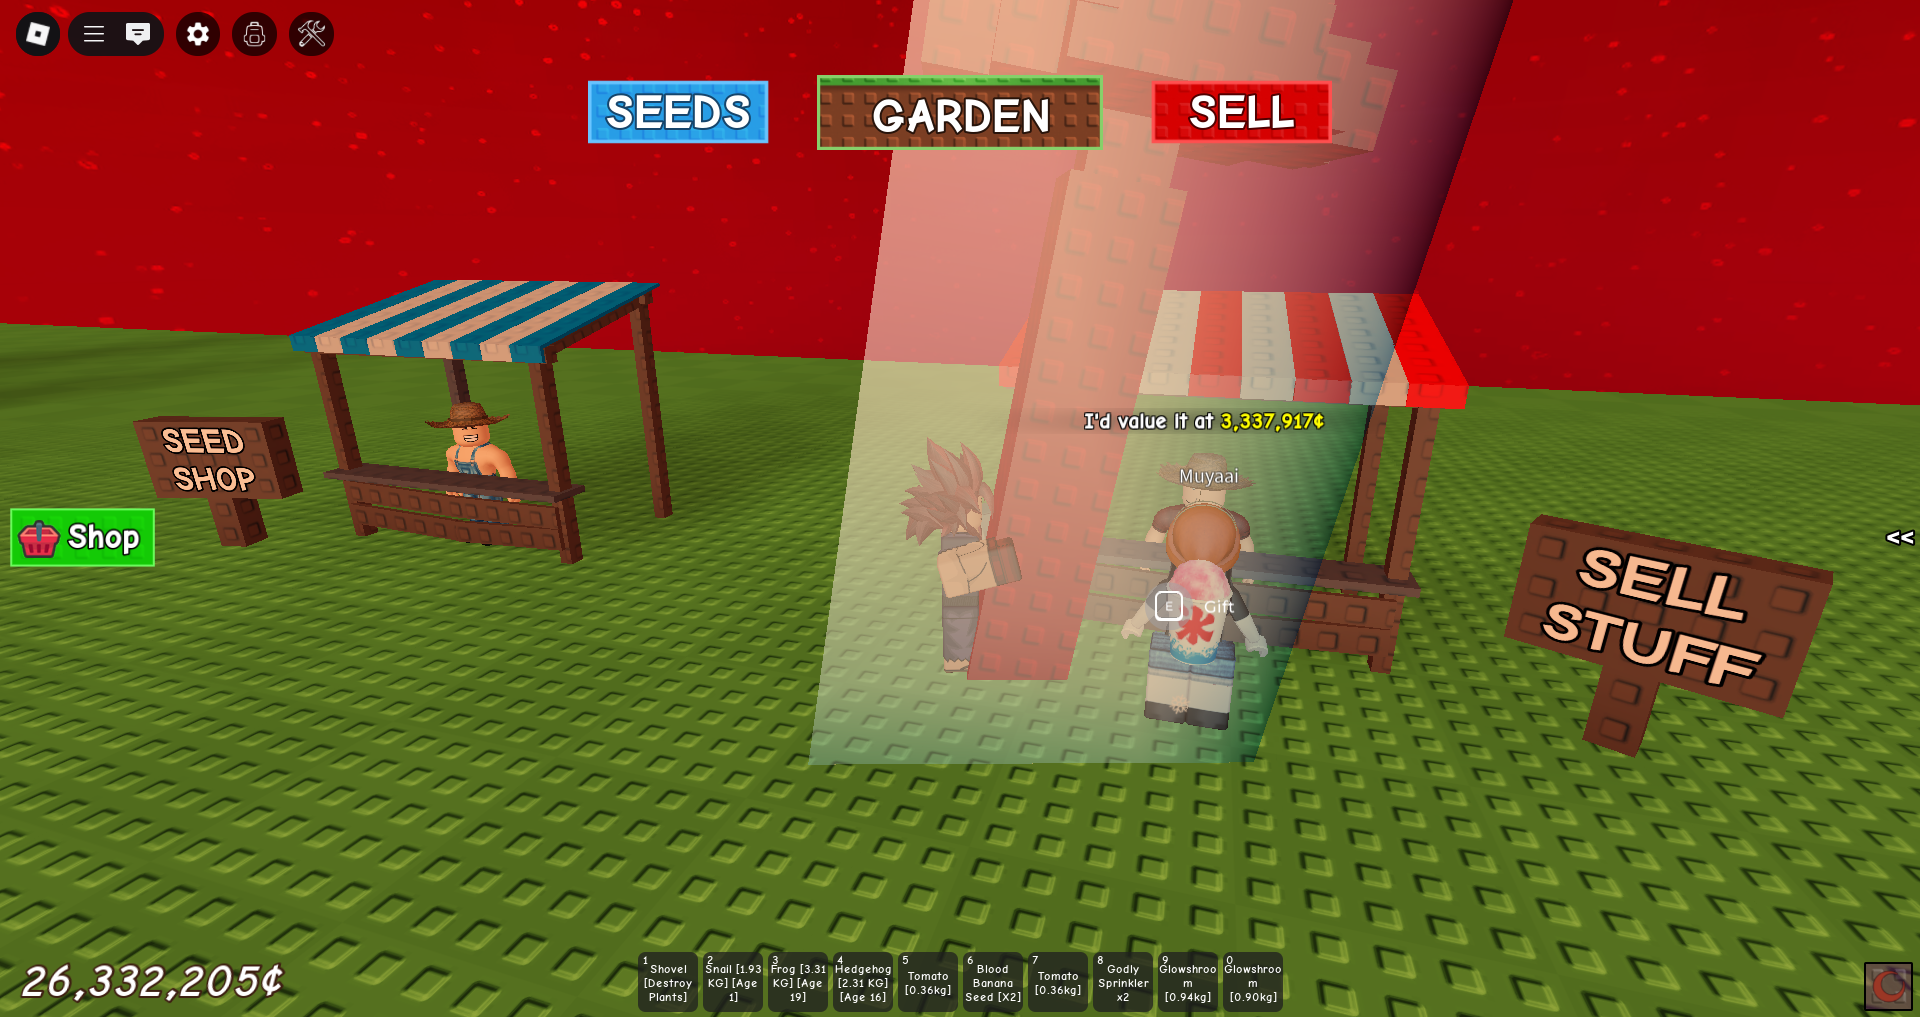 SEEDS
GARDEN
SELL
I'd value it at 3,337,917¢
Muyaai
SEED
SHOP
Shop
<<
E
Gift
氷
SELL
STUFF
26,332,205¢
1
Shovel
[Destroy
Plants]
2
Snail [1.93
KG] [Age
1]
3
Frog [3.31
KG] [Age
19]
4
Hedgehog
[2.31 KG]
[Age 16]
5
Tomato
[0.36kg]
6
Blood
Banana
Seed [X2]
7
Tomato
[0.36kg]
8
Godly
Sprinkler
x2
9
Glowshroo
m
[0.94kg]
0
Glowshroo
m
[0.90kg]